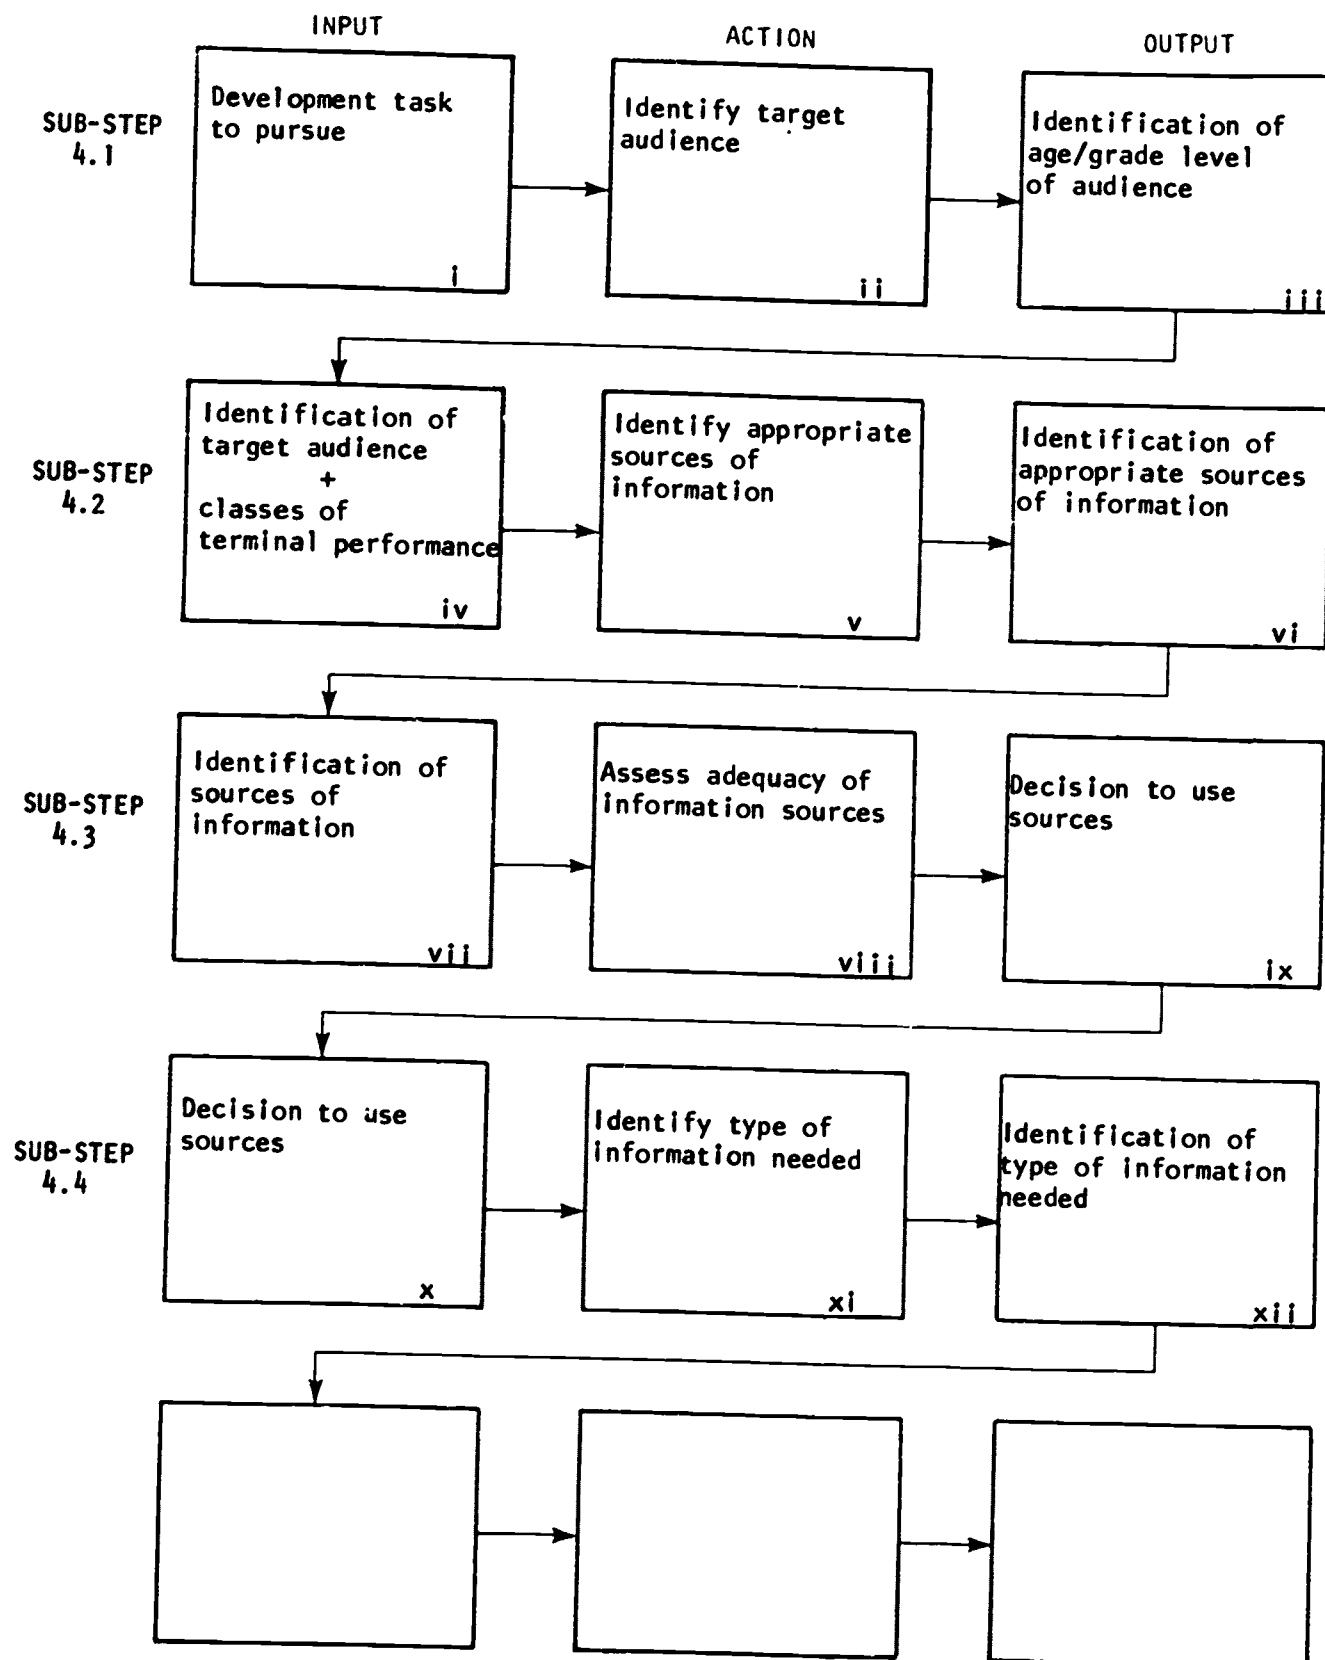 INPUT
ACTION
OUTPUT
SUB-STEP
4.1
Development task
to pursue
i
Identify target
audience
ii
Identification of
age/grade level
of audience
iii
SUB-STEP
4.2
Identification of
target audience
+
classes of
terminal performance
iv
Identify appropriate
sources of
information
v
Identification of
appropriate sources
of information
vi
SUB-STEP
4.3
Identification of
sources of
information
vii
Assess adequacy of
information sources
viii
Decision to use
sources
ix
SUB-STEP
4.4
Decision to use
sources
x
Identify type of
information needed
xi
Identification of
type of information
needed
xii